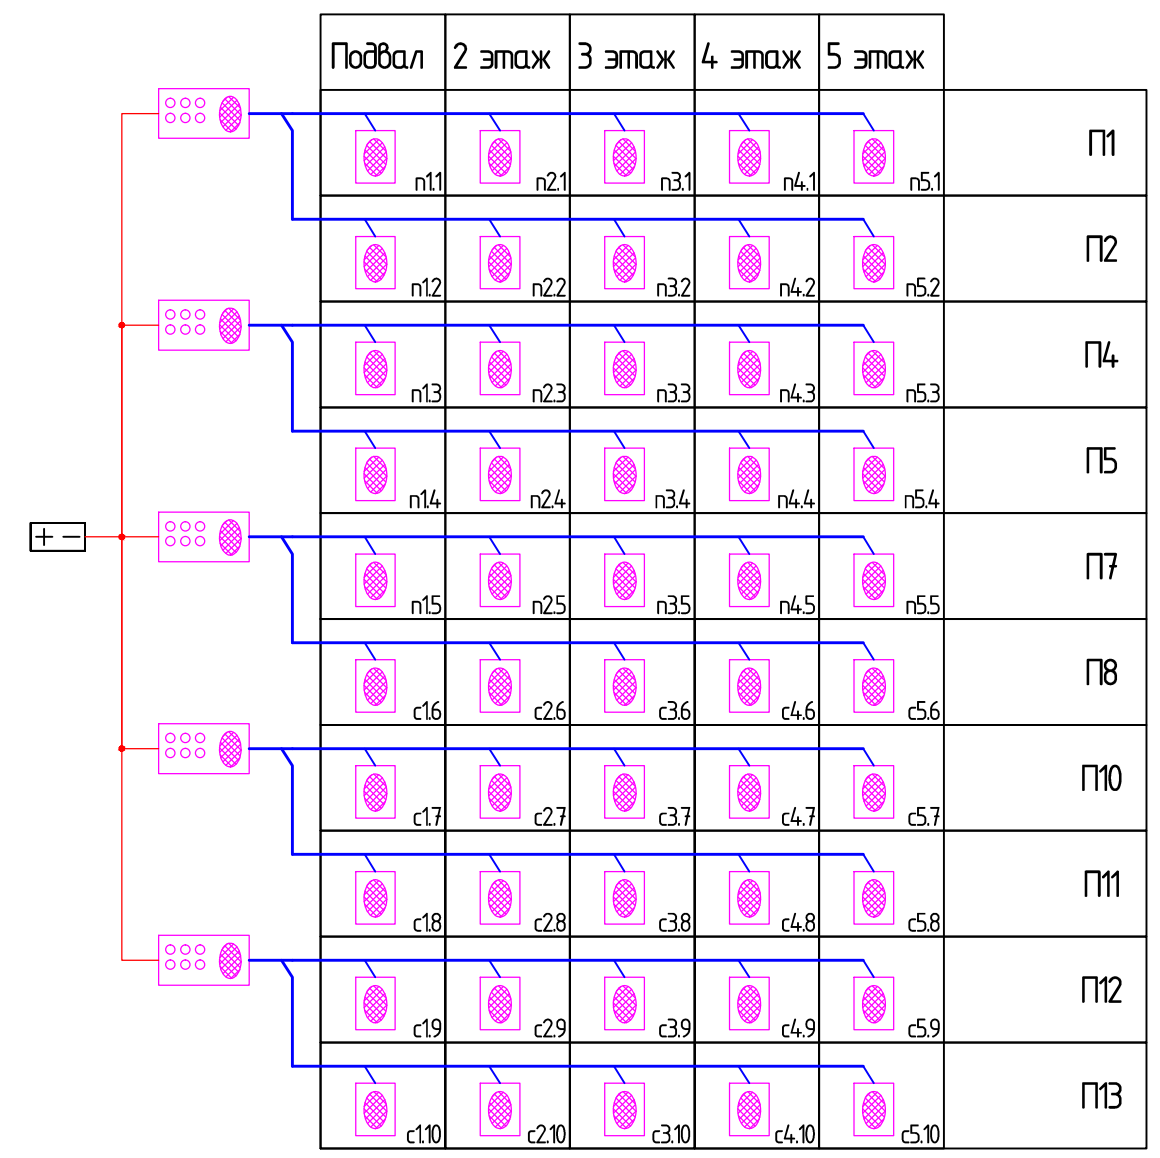 Подвал 2 этаж 3 этаж 4 этаж 5 этаж
п1.1 п2.1 п3.1 п4.1 п5.1 П1
п1.2 п2.2 п3.2 п4.2 п5.2 П2
п1.3 п2.3 п3.3 п4.3 п5.3 П4
п1.4 п2.4 п3.4 п4.4 п5.4 П5
+ −
п1.5 п2.5 п3.5 п4.5 п5.5 П7
с1.6 с2.6 с3.6 с4.6 с5.6 П8
с1.7 с2.7 с3.7 с4.7 с5.7 П10
с1.8 с2.8 с3.8 с4.8 с5.8 П11
с1.9 с2.9 с3.9 с4.9 с5.9 П12
с1.10 с2.10 с3.10 с4.10 с5.10 П13